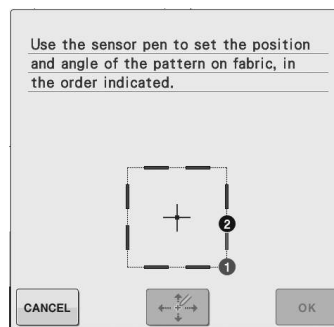 Use the sensor pen to set the position
and angle of the pattern on fabric, in
the order indicated.
2
1
CANCEL
OK